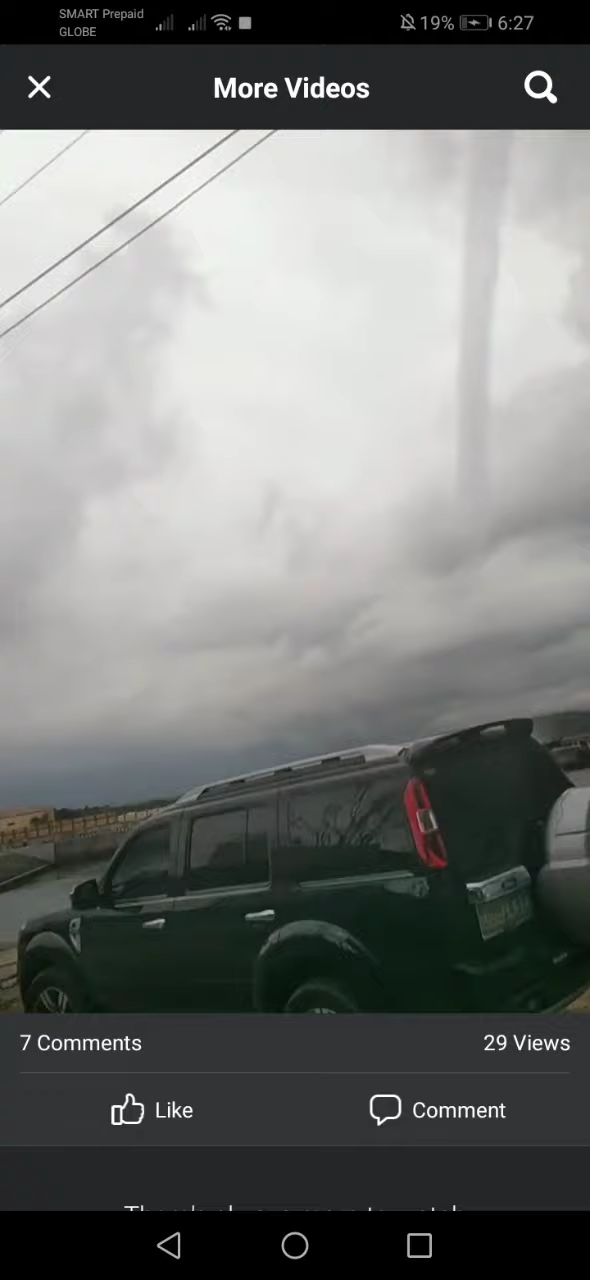 SMART Prepaid
GLOBE
19%
6:27
More Videos
7 Comments
29 Views
Like
Comment